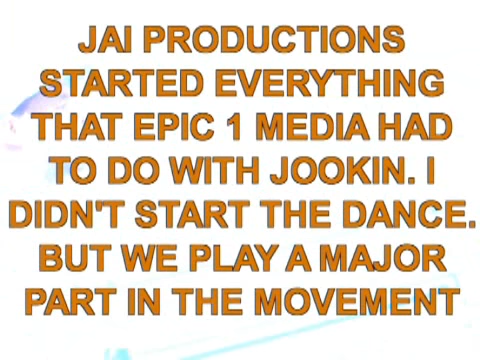 JAI PRODUCTIONS
STARTED EVERYTHING
THAT EPIC 1 MEDIA HAD
TO DO WITH JOOKIN. I
DIDN'T START THE DANCE.
BUT WE PLAY A MAJOR
PART IN THE MOVEMENT